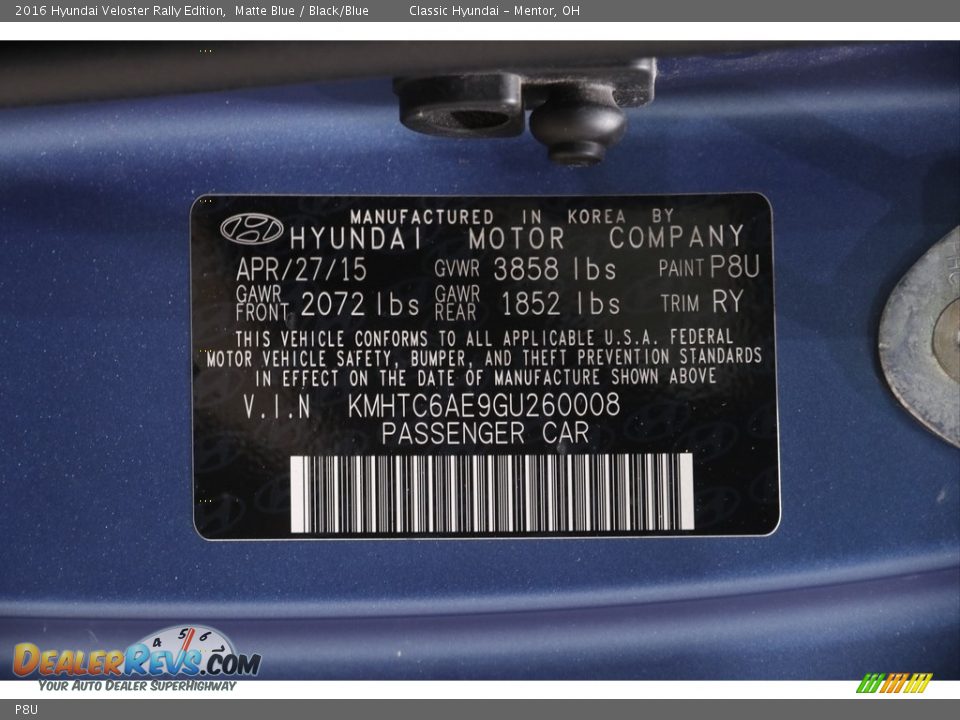 2016 Hyundai Veloster Rally Edition, Matte Blue / Black/Blue Classic Hyundai – Mentor, OH
MANUFACTURED IN KOREA BY
HYUNDAI MOTOR COMPANY
APR/27/15 GVWR 3858 lbs PAINT P8U
GAWR FRONT 2072 lbs GAWR REAR 1852 lbs TRIM RY
THIS VEHICLE CONFORMS TO ALL APPLICABLE U.S.A. FEDERAL
MOTOR VEHICLE SAFETY, BUMPER, AND THEFT PREVENTION STANDARDS
IN EFFECT ON THE DATE OF MANUFACTURE SHOWN ABOVE
V.I.N KMHTC6AE9GU260008
PASSENGER CAR
4 5 6
DEALERREVS.COM
YOUR AUTO DEALER SUPERHIGHWAY
P8U